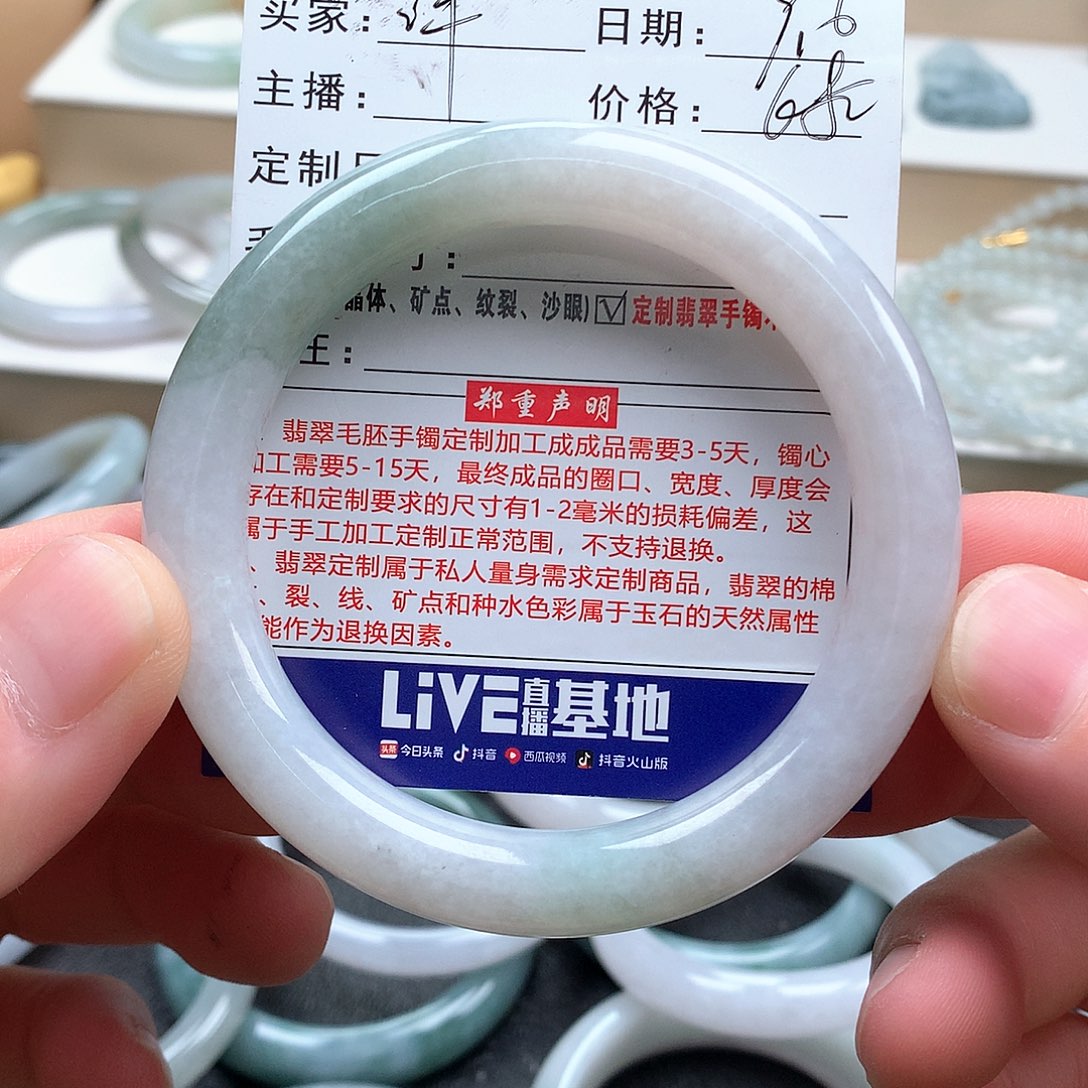 买家: 日期: 7.6
主播: 价格:
定制
:
晶体、矿点、纹裂、沙眼) ☑ 定制翡翠手镯
王:
郑重声明
翡翠毛胚手镯定制加工成成品需要3-5天，镯心
加工需要5-15天，最终成品的圈口、宽度、厚度会
存在和定制要求的尺寸有1-2毫米的损耗偏差，这
属于手工加工定制正常范围，不支持退换。
、翡翠定制属于私人量身需求定制商品，翡翠的棉
、裂、线、矿点和种水色彩属于玉石的天然属性
能作为退换因素。
LiVE直播基地
头条 今日头条 抖音 西瓜视频 抖音火山版